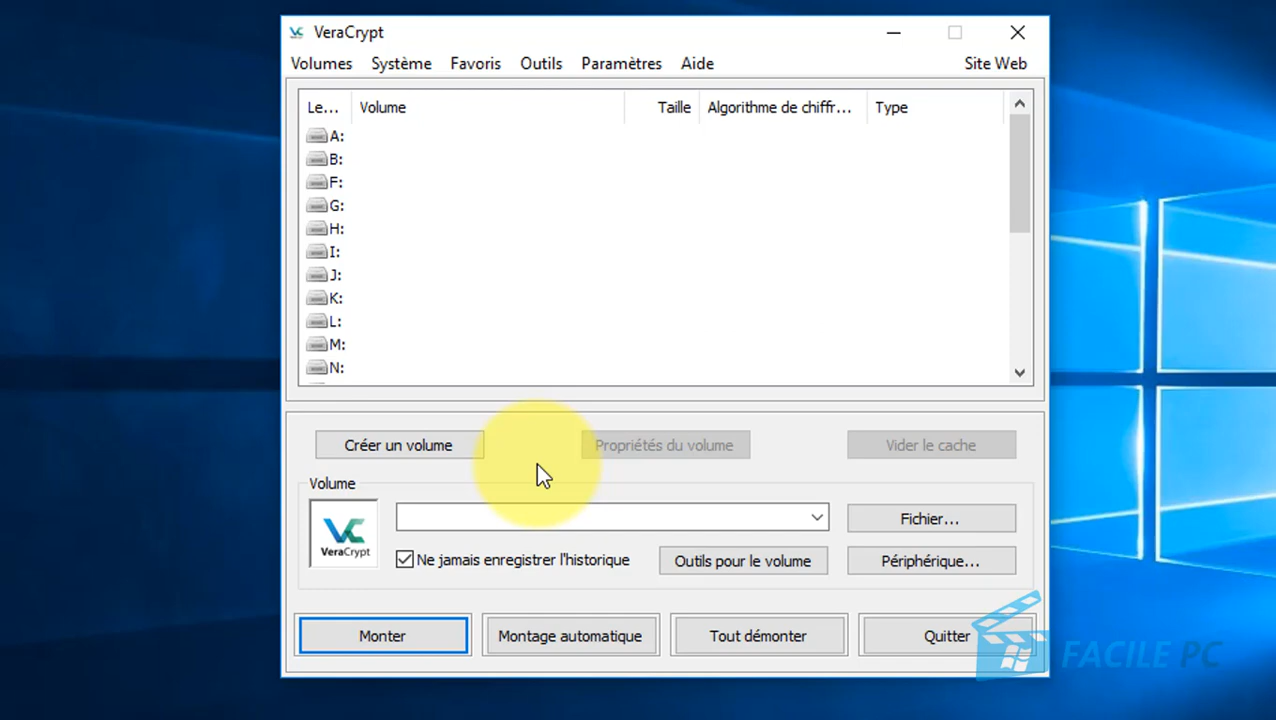 VeraCrypt
Volumes Système Favoris Outils Paramètres Aide Site Web
Le... Volume Taille Algorithme de chiffr... Type
A:
B:
F:
G:
H:
I:
J:
K:
L:
M:
N:
Créer un volume Propriétés du volume Vider le cache
Volume
VeraCrypt
Fichier...
Ne jamais enregistrer l'historique Outils pour le volume Périphérique...
Monter Montage automatique Tout démonter Quitter
FACILE PC